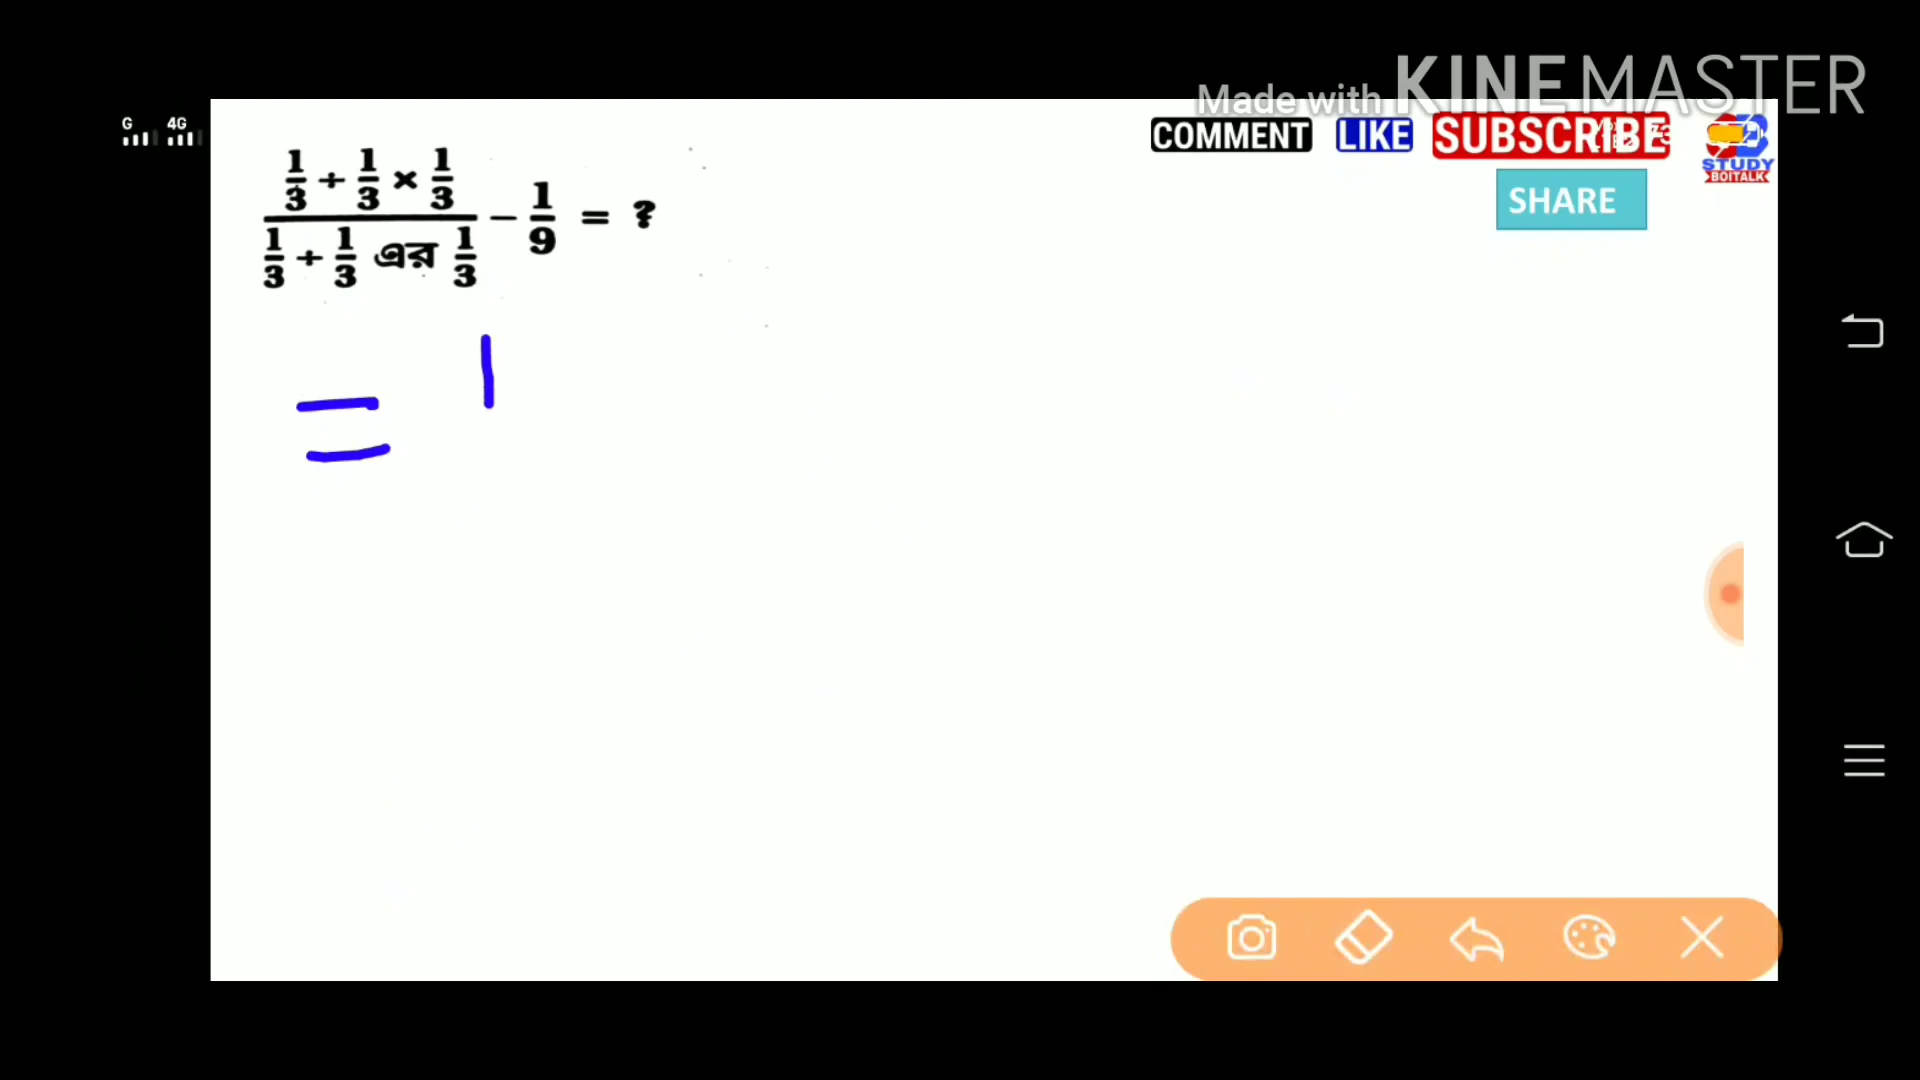 Made with KINEMASTER
G 4G
COMMENT LIKE SUBSCRIBE
STUDY
BOITALK
SHARE
1/3 ÷ 1/3 × 1/3
1/3 ÷ 1/3 এর 1/3
− 1/9 = ?
= 1